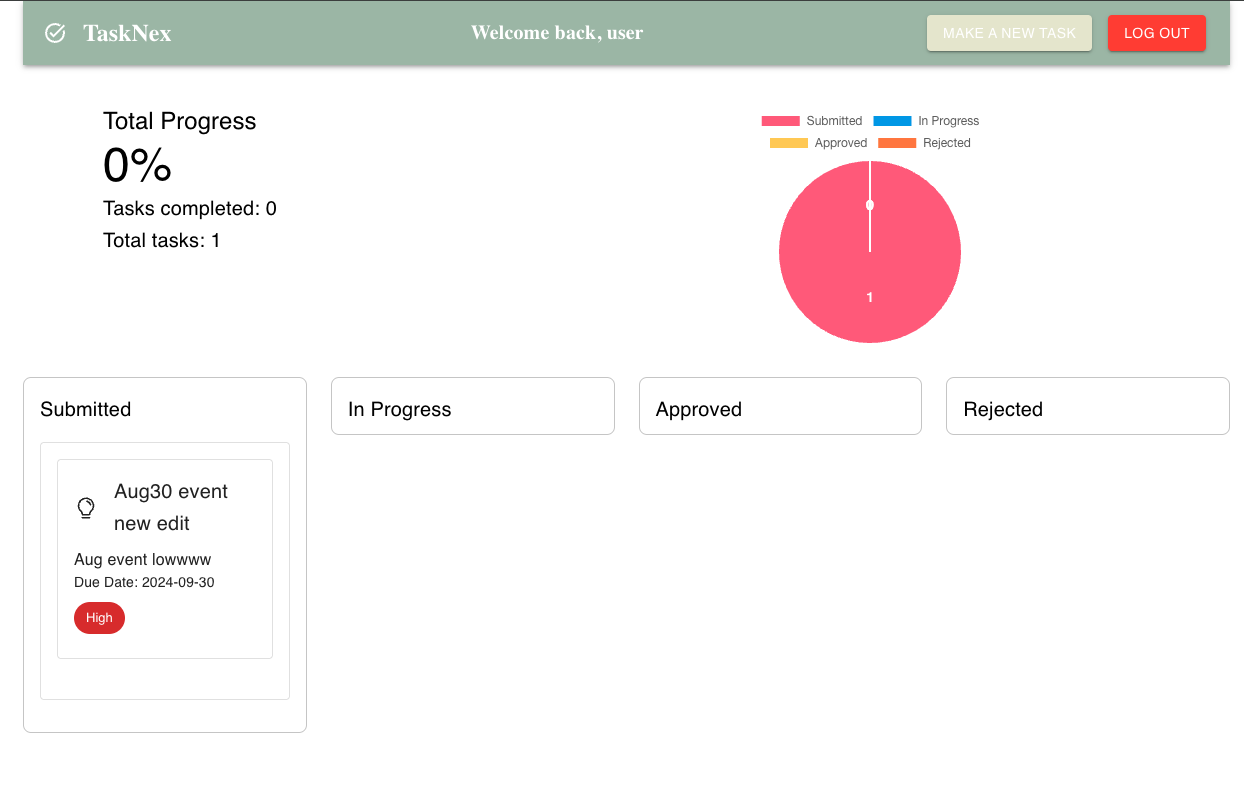 TaskNex
Welcome back, user
MAKE A NEW TASK
LOG OUT
Total Progress
0%
Tasks completed: 0
Total tasks: 1
Submitted
In Progress
Approved
Rejected
0
1
Submitted
Aug30 event
new edit
Aug event lowwww
Due Date: 2024-09-30
High
In Progress
Approved
Rejected